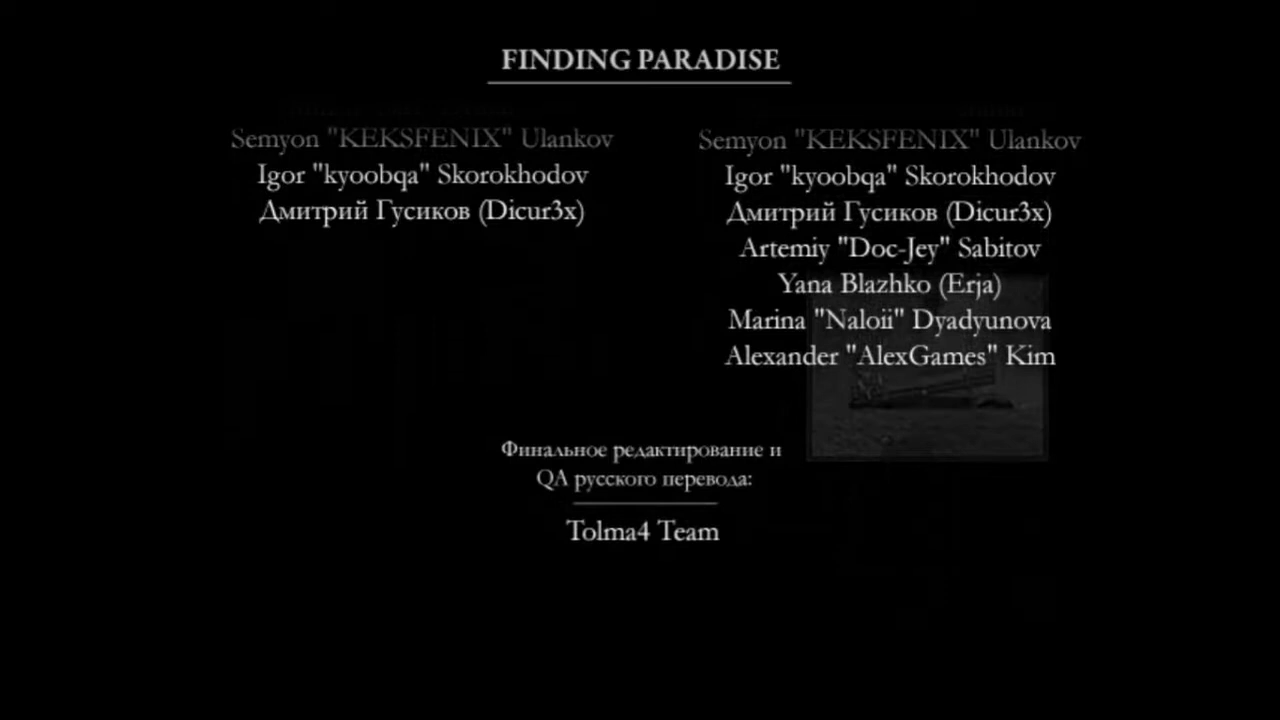 FINDING PARADISE
Semyon "KEKSFENIX" Ulankov
Igor "kyoobqa" Skorokhodov
Дмитрий Гусиков (Dicur3x)
Semyon "KEKSFENIX" Ulankov
Igor "kyoobqa" Skorokhodov
Дмитрий Гусиков (Dicur3x)
Artemiy "Doc-Jey" Sabitov
Yana Blazhko (Erja)
Marina "Naloii" Dyadyunova
Alexander "AlexGames" Kim
Финальное редактирование и
QA русского перевода:
Tolma4 Team